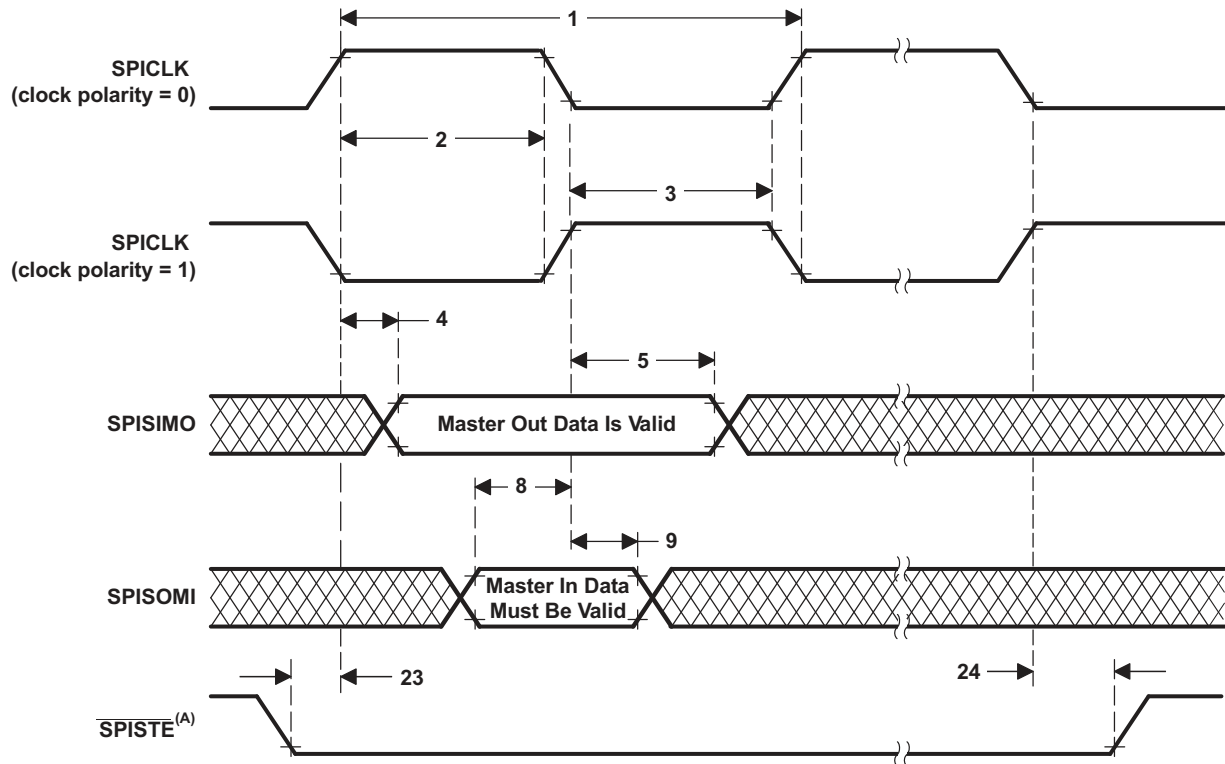 1
SPICLK
(clock polarity = 0)
2
3
SPICLK
(clock polarity = 1)
4
5
SPISIMO
Master Out Data Is Valid
8
9
SPISOMI
Master In Data
Must Be Valid
23
24
SPISTE(A)